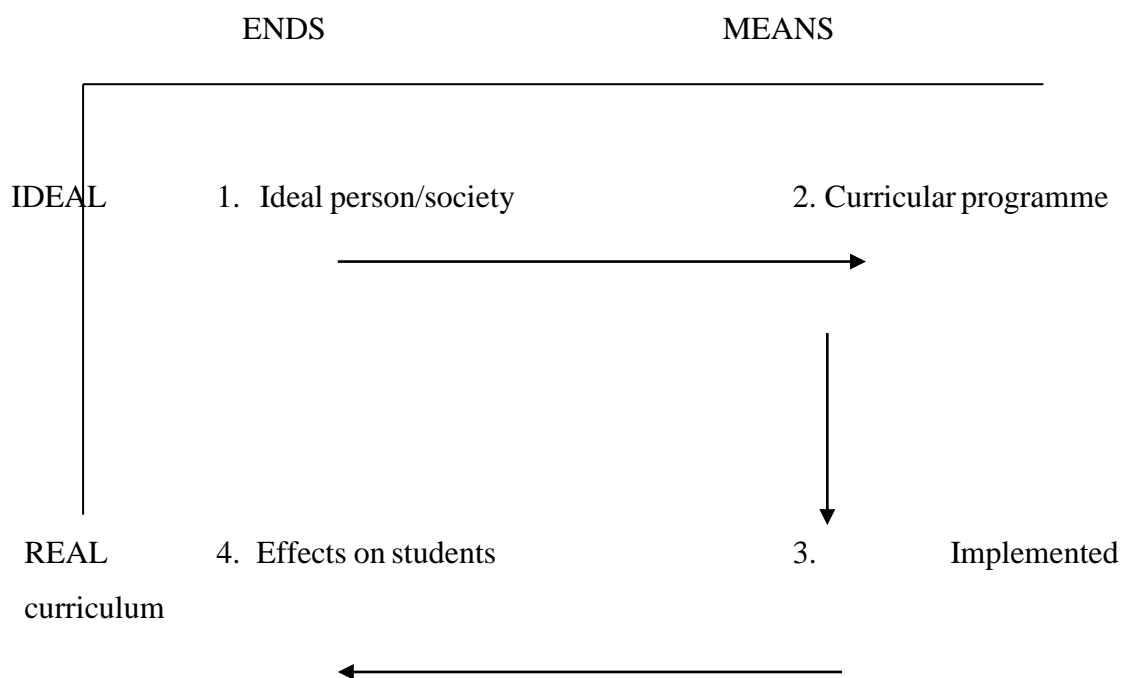 ENDS MEANS
IDEAL 1. Ideal person/society 2. Curricular programme
REAL 4. Effects on students 3. Implemented
curriculum